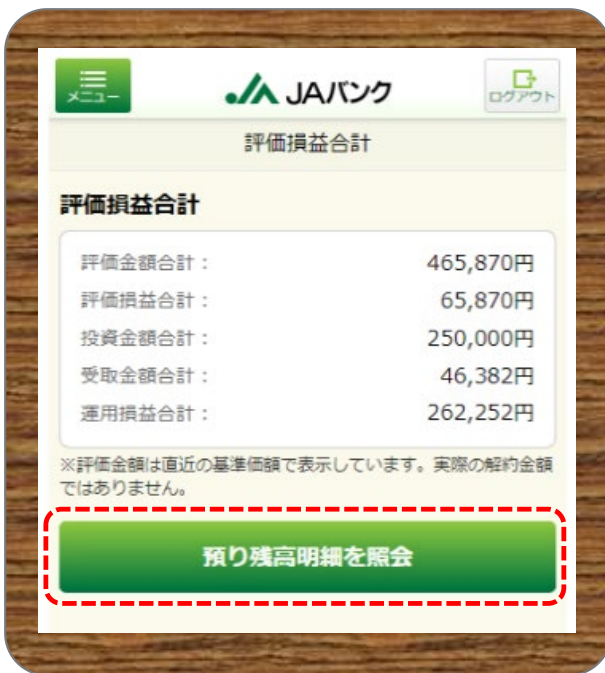 メニュー
JAバンク
ログアウト
評価損益合計
評価損益合計
評価金額合計： 465,870円
評価損益合計： 65,870円
投資金額合計： 250,000円
受取金額合計： 46,382円
運用損益合計： 262,252円
※評価金額は直近の基準価額で表示しています。実際の解約金額
ではありません。
預り残高明細を照会